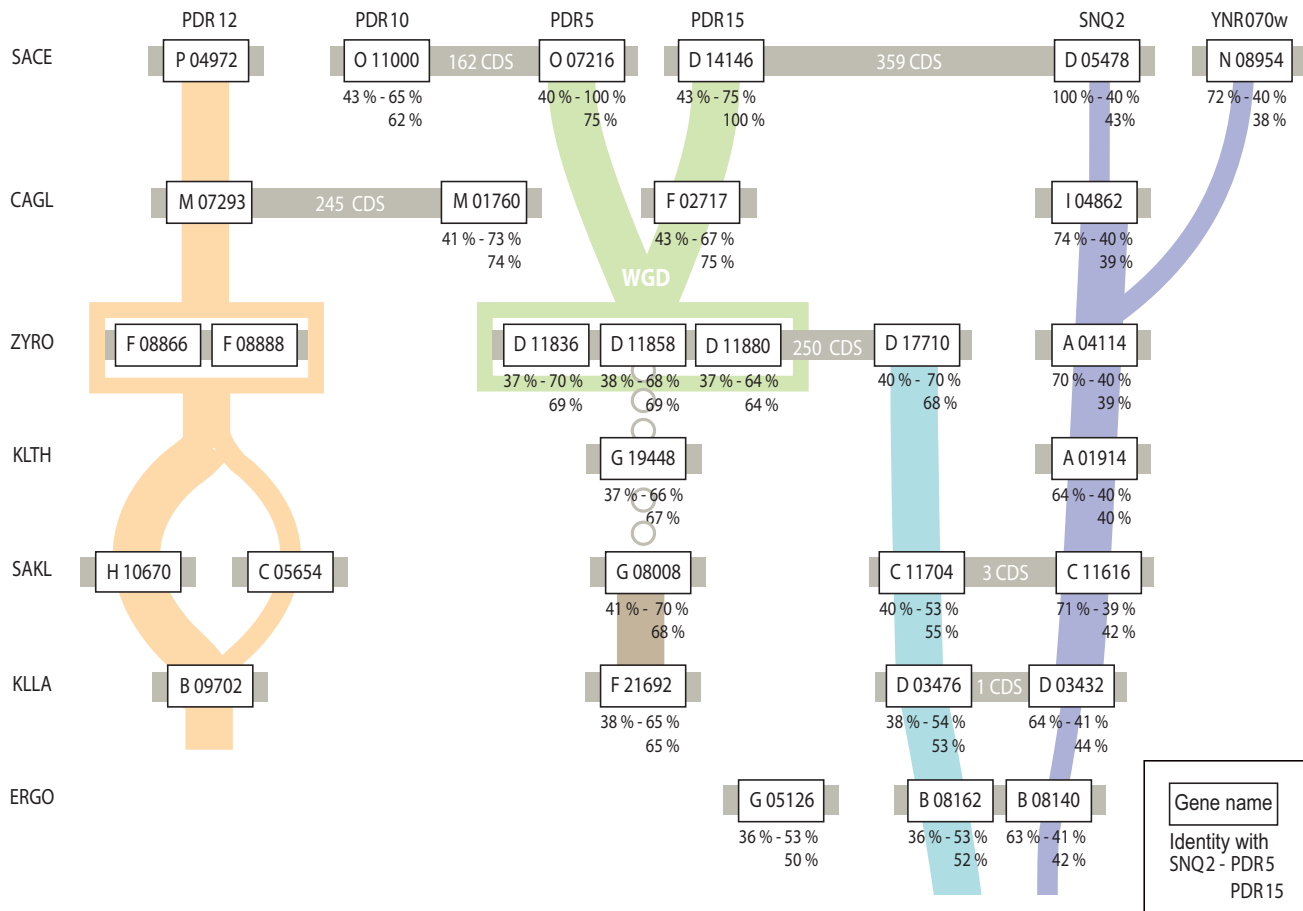 PDR 12 PDR10 PDR5 PDR15 SNQ2 YNR070w
SACE P 04972 O 11000 162 CDS O 07216 D 14146 359 CDS D 05478 N 08954
43 % - 65 % 40 % - 100 % 43 % - 75 % 100 % - 40 % 72 % - 40 %
62 % 75 % 100 % 43% 38 %
CAGL M 07293 245 CDS M 01760 F 02717 I 04862
41 % - 73 % 43 % - 67 % 74 % - 40 %
74 % 75 % 39 %
WGD
ZYRO F 08866 F 08888 D 11836 D 11858 D 11880 250 CDS D 17710 A 04114
37 % - 70 % 38 % - 68 % 37 % - 64 % 40 % - 70 % 70 % - 40 %
69 % 69 % 64 % 68 % 39 %
KLTH G 19448 A 01914
37 % - 66 % 64 % - 40 %
67 % 40 %
SAKL H 10670 C 05654 G 08008 C 11704 3 CDS C 11616
41 % - 70 % 40 % - 53 % 71 % - 39 %
68 % 55 % 42 %
KLLA B 09702 F 21692 D 03476 1 CDS D 03432
38 % - 65 % 38 % - 54 % 64 % - 41 %
65 % 53 % 44 %
ERGO G 05126 B 08162 B 08140
36 % - 53 % 36 % - 53 % 63 % - 41 %
50 % 52 % 42 %
Gene name
Identity with
SNQ2 - PDR5
PDR15